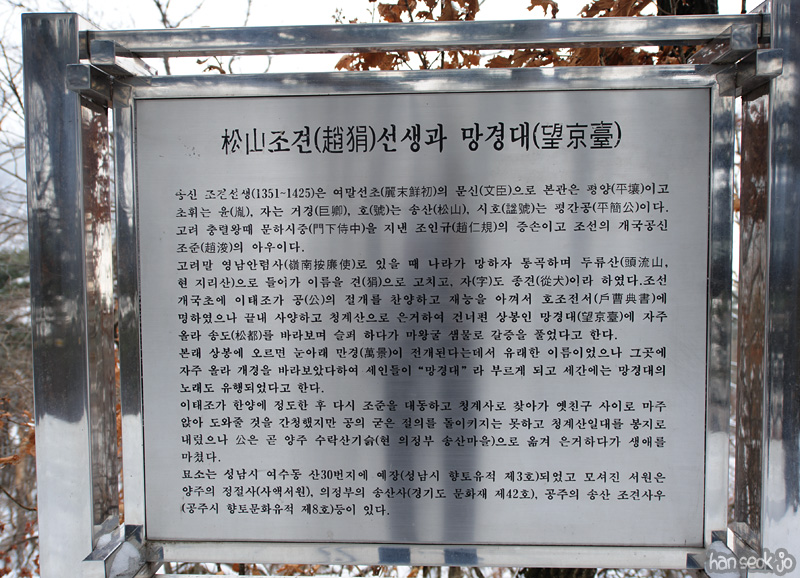 松山조견(趙狷)선생과 망경대(望京臺)
송산 조견선생(1351~1425)은 여말선초(麗末鮮初)의 문신(文臣)으로 본관은 평양(平壤)이고
초휘는 윤(胤), 자는 거경(巨卿), 호(號)는 송산(松山), 시호(諡號)는 평간공(平簡公)이다.
고려 충렬왕때 문하시중(門下侍中)을 지낸 조인규(趙仁規)의 증손이고 조선의 개국공신
조준(趙浚)의 아우이다.
고려말 영남안렴사(嶺南按廉使)로 있을 때 나라가 망하자 통곡하며 두류산(頭流山,
현 지리산)으로 들어가 이름을 견(狷)으로 고치고, 자(字)도 종견(從犬)이라 하였다.조선
개국초에 이태조가 공(公)의 절개를 찬양하고 재능을 아껴서 호조전서(戶曹典書)에
명하였으나 끝내 사양하고 청계산으로 은거하여 건너편 상봉인 망경대(望京臺)에 자주
올라 송도(松都)를 바라보며 슬퍼 하다가 마왕굴 샘물로 갈증을 풀었다고 한다.
본래 상봉에 오르면 눈아래 만경(萬景)이 전개된다는데서 유래한 이름이었으나 그곳에
자주 올라 개경을 바라보았다하여 세인들이 “망경대” 라 부르게 되고 세간에는 망경대의
노래도 유행되었다고 한다.
이태조가 한양에 정도한 후 다시 조준을 대동하고 청계사로 찾아가 옛친구 사이로 마주
앉아 도와줄 것을 간청했지만 공의 굳은 절의를 돌이키지는 못하고 청계산일대를 봉지로
내렸으나 公은 곧 양주 수락산기슭(현 의정부 송산마을)으로 옮겨 은거하다가 생애를
마쳤다.
묘소는 성남시 여수동 산30번지에 예장(성남시 향토유적 제3호)되었고 모셔진 서원은
양주의 정절사(사액서원), 의정부의 송산사(경기도 문화재 제42호), 공주의 송산 조견사우
(공주시 향토문화유적 제8호)등이 있다.
han seok jo